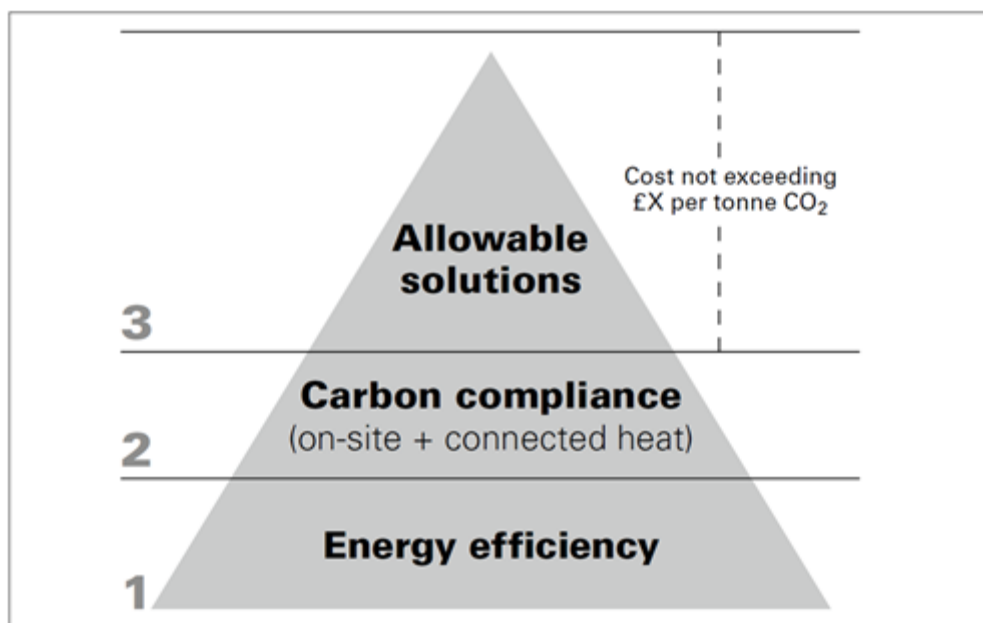 Cost not exceeding
£X per tonne CO₂
Allowable
solutions
3
Carbon compliance
(on-site + connected heat)
2
Energy efficiency
1